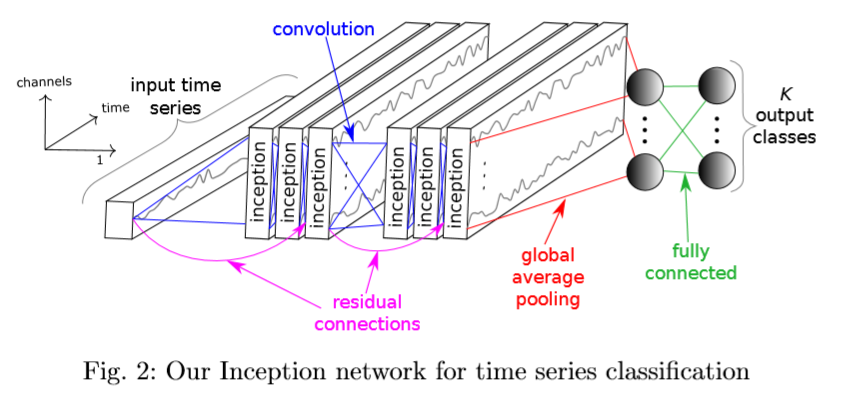 convolution
channels
time
1
input time
series
inception
inception
inception
inception
inception
inception
K
output
classes
global
average
pooling
fully
connected
residual
connections
Fig. 2: Our Inception network for time series classification